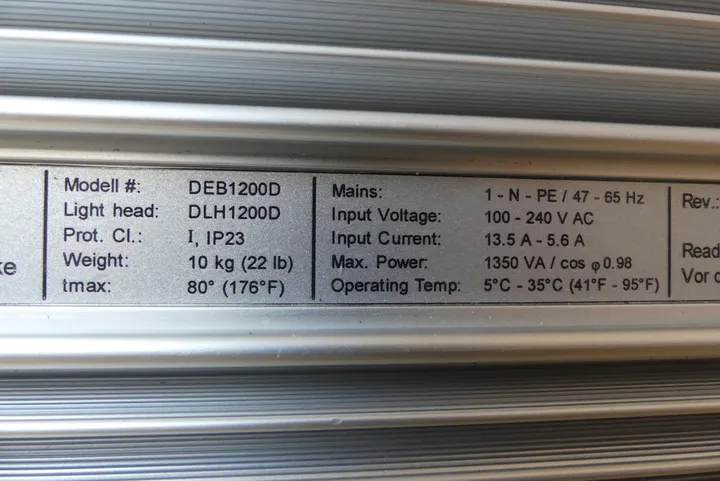 ke
Modell #: DEB1200D
Light head: DLH1200D
Prot. Cl.: I, IP23
Weight: 10 kg (22 lb)
tmax: 80° (176°F)
Mains: 1 - N - PE / 47 - 65 Hz
Input Voltage: 100 - 240 V AC
Input Current: 13.5 A - 5.6 A
Max. Power: 1350 VA / cos φ 0.98
Operating Temp: 5°C - 35°C (41°F - 95°F)
Rev.:
Read
Vor